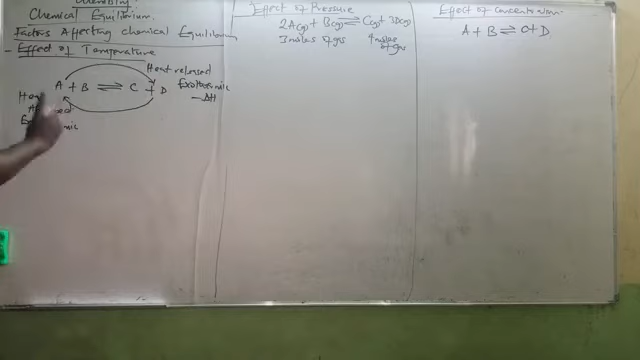 Chemistry
Chemical Equilibrium.
Factors Affecting Chemical Equilibrium
- Effect of Temperature
Heat released
A + B ⇌ C + D
Exothermic
-ΔH
Effect of Pressure
2A(g) + B(g) ⇌ C(g) + 3D(g)
3 moles of gas
4 moles of gas
Effect of Concentration.
A + B ⇌ C + D